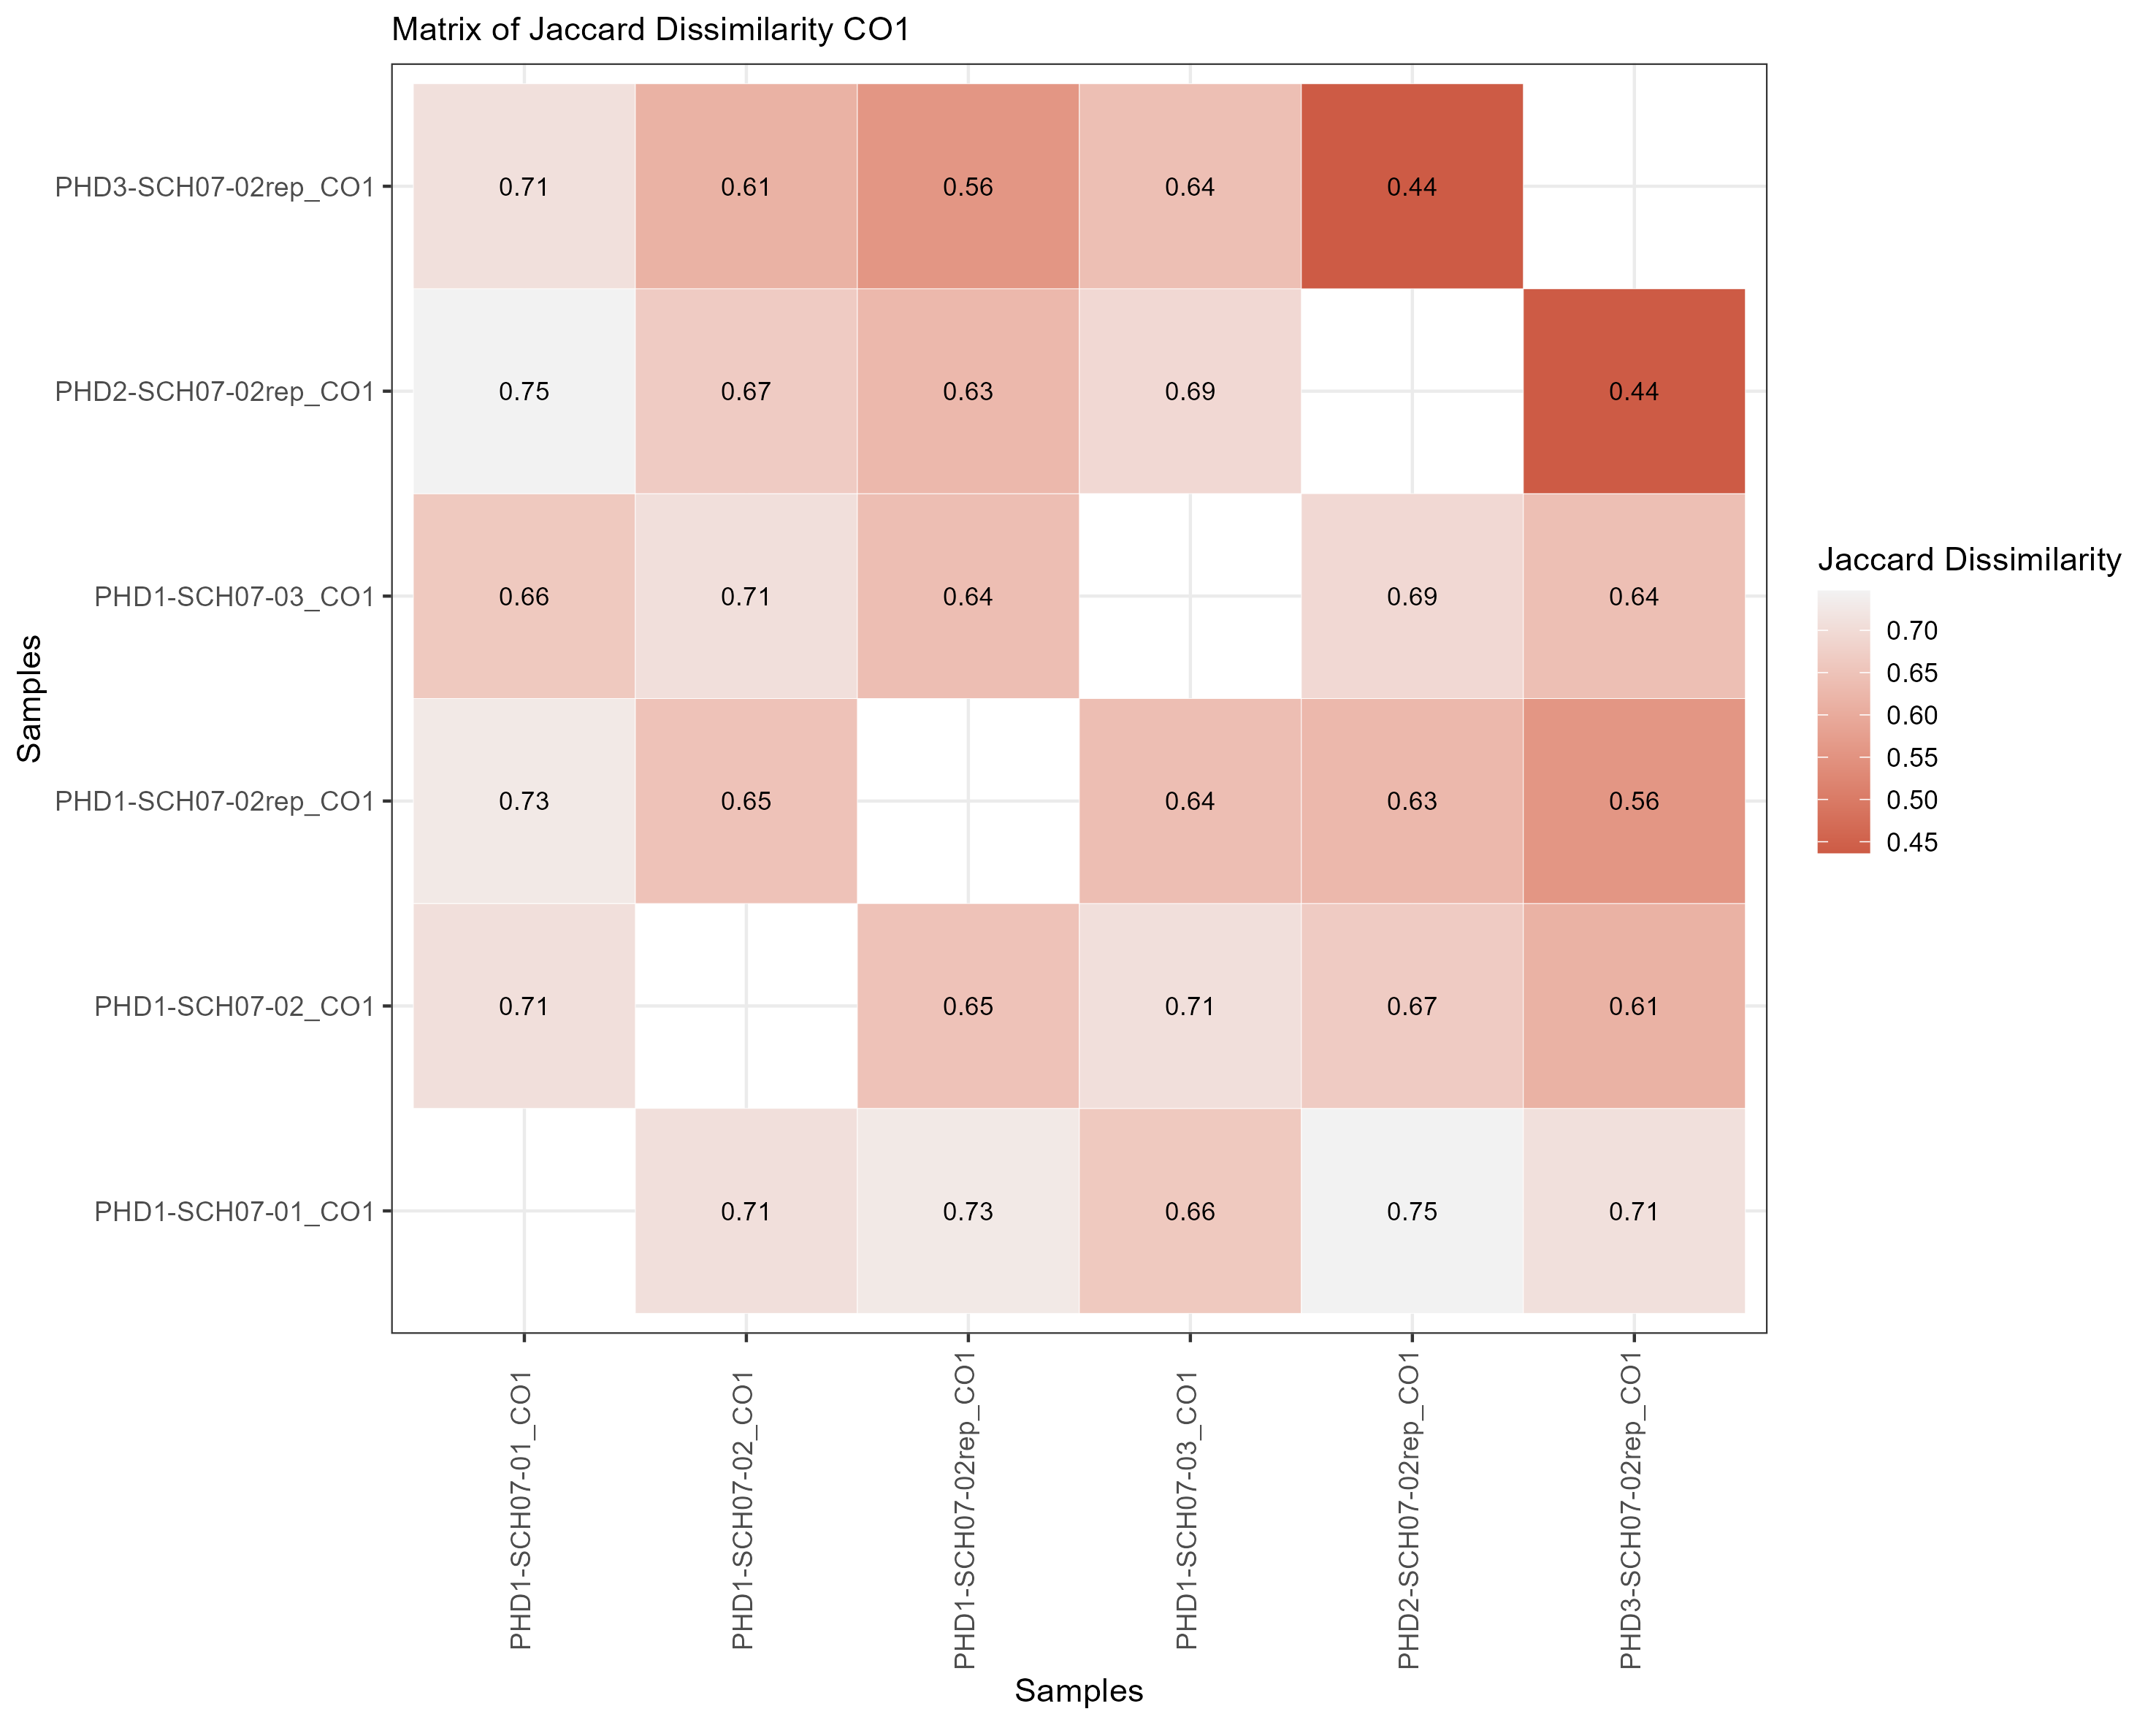 Matrix of Jaccard Dissimilarity CO1
PHD3-SCH07-02rep_CO1
0.71 0.61 0.56 0.64 0.44
PHD2-SCH07-02rep_CO1
0.75 0.67 0.63 0.69 0.44
PHD1-SCH07-03_CO1
0.66 0.71 0.64 0.69 0.64
PHD1-SCH07-02rep_CO1
0.73 0.65 0.64 0.63 0.56
PHD1-SCH07-02_CO1
0.71 0.65 0.71 0.67 0.61
PHD1-SCH07-01_CO1
0.71 0.73 0.66 0.75 0.71
Samples
PHD1-SCH07-01_CO1
PHD1-SCH07-02_CO1
PHD1-SCH07-02rep_CO1
PHD1-SCH07-03_CO1
PHD2-SCH07-02rep_CO1
PHD3-SCH07-02rep_CO1
Samples
Jaccard Dissimilarity
0.70
0.65
0.60
0.55
0.50
0.45